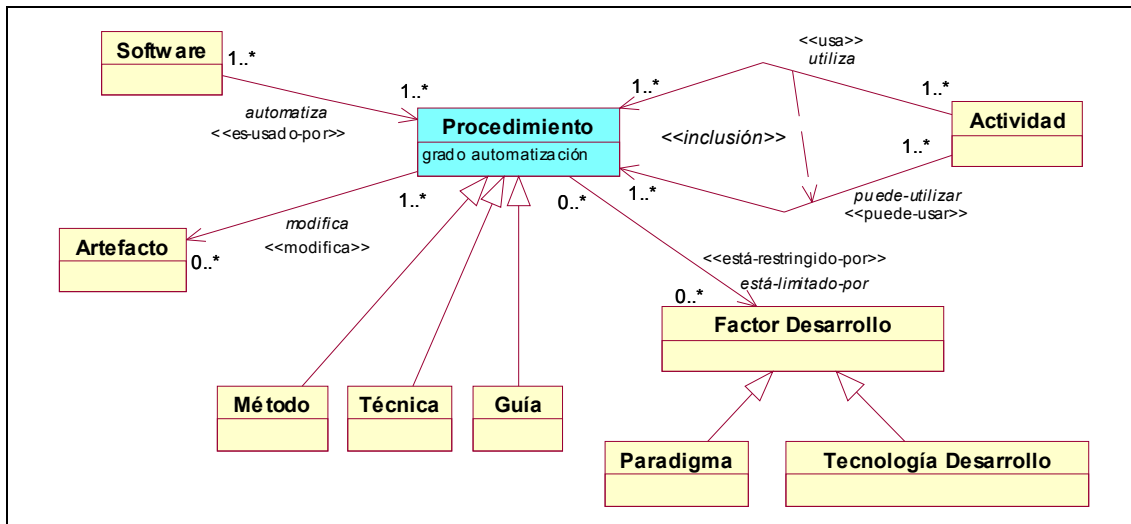 Software
1..*
automatiza
<<es-usado-por>>
1..*
<<usa>>
utiliza
1..*
1..*
Procedimiento
grado automatización
<<inclusión>>
Actividad
1..*
1..*
puede-utilizar
<<puede-usar>>
1..*
0..*
modifica
<<modifica>>
Artefacto
0..*
<<está-restringido-por>>
está-limitado-por
0..*
Factor Desarrollo
Método
Técnica
Guía
Paradigma
Tecnología Desarrollo